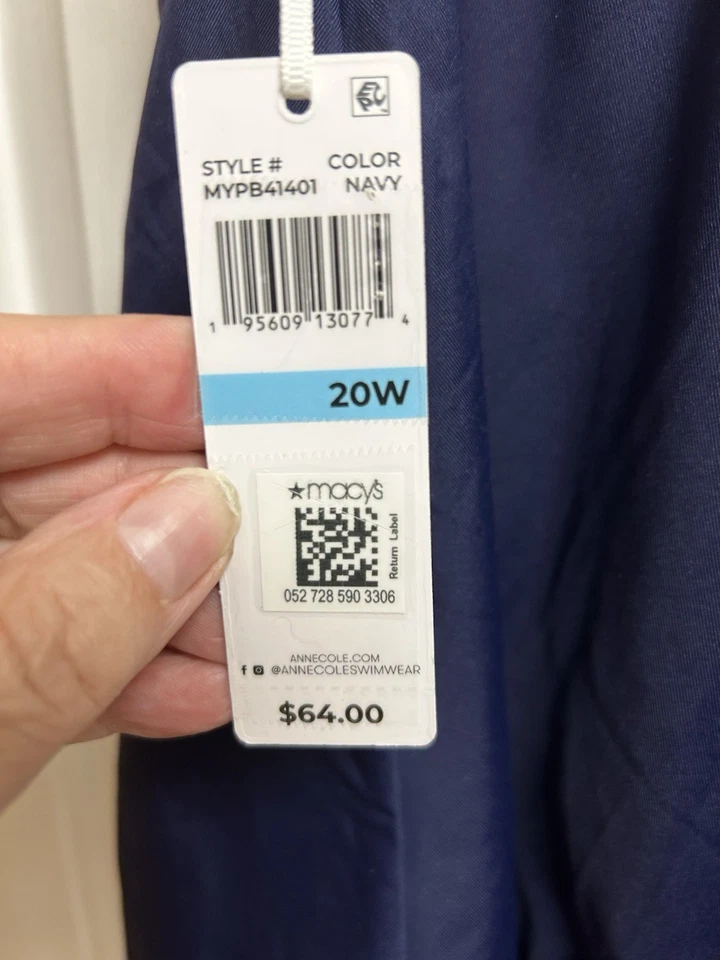 STYLE # COLOR
MYPB41401 NAVY
1 95609 13077 4
20W
macy's
Return Label
052 728 590 3306
ANNECOLE.COM
@ANNECOLESWIMWEAR
$64.00